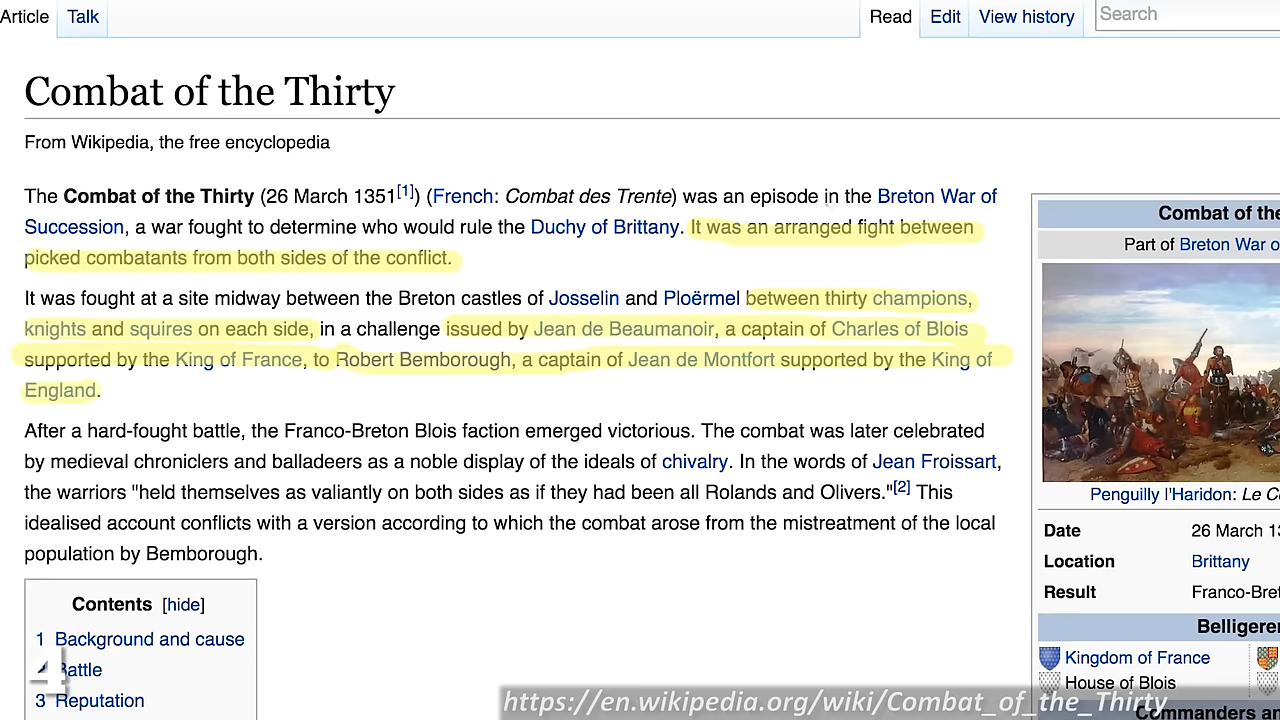 Article Talk Read Edit View history Search
Combat of the Thirty
From Wikipedia, the free encyclopedia
The Combat of the Thirty (26 March 1351[1]) (French: Combat des Trente) was an episode in the Breton War of
Succession, a war fought to determine who would rule the Duchy of Brittany. It was an arranged fight between
picked combatants from both sides of the conflict.
It was fought at a site midway between the Breton castles of Josselin and Ploërmel between thirty champions,
knights and squires on each side, in a challenge issued by Jean de Beaumanoir, a captain of Charles of Blois
supported by the King of France, to Robert Bemborough, a captain of Jean de Montfort supported by the King of
England.
After a hard-fought battle, the Franco-Breton Blois faction emerged victorious. The combat was later celebrated
by medieval chroniclers and balladeers as a noble display of the ideals of chivalry. In the words of Jean Froissart,
the warriors "held themselves as valiantly on both sides as if they had been all Rolands and Olivers."[2] This
idealised account conflicts with a version according to which the combat arose from the mistreatment of the local
population by Bemborough.
Contents [hide]
1 Background and cause
Battle
3 Reputation
4
Combat of the
Part of Breton War o
Penguilly l'Haridon: Le C
Date 26 March 13
Location Brittany
Result Franco-Bre
Belligere
Kingdom of France
House of Blois
Commanders an
https://en.wikipedia.org/wiki/Combat_of_the_Thirty